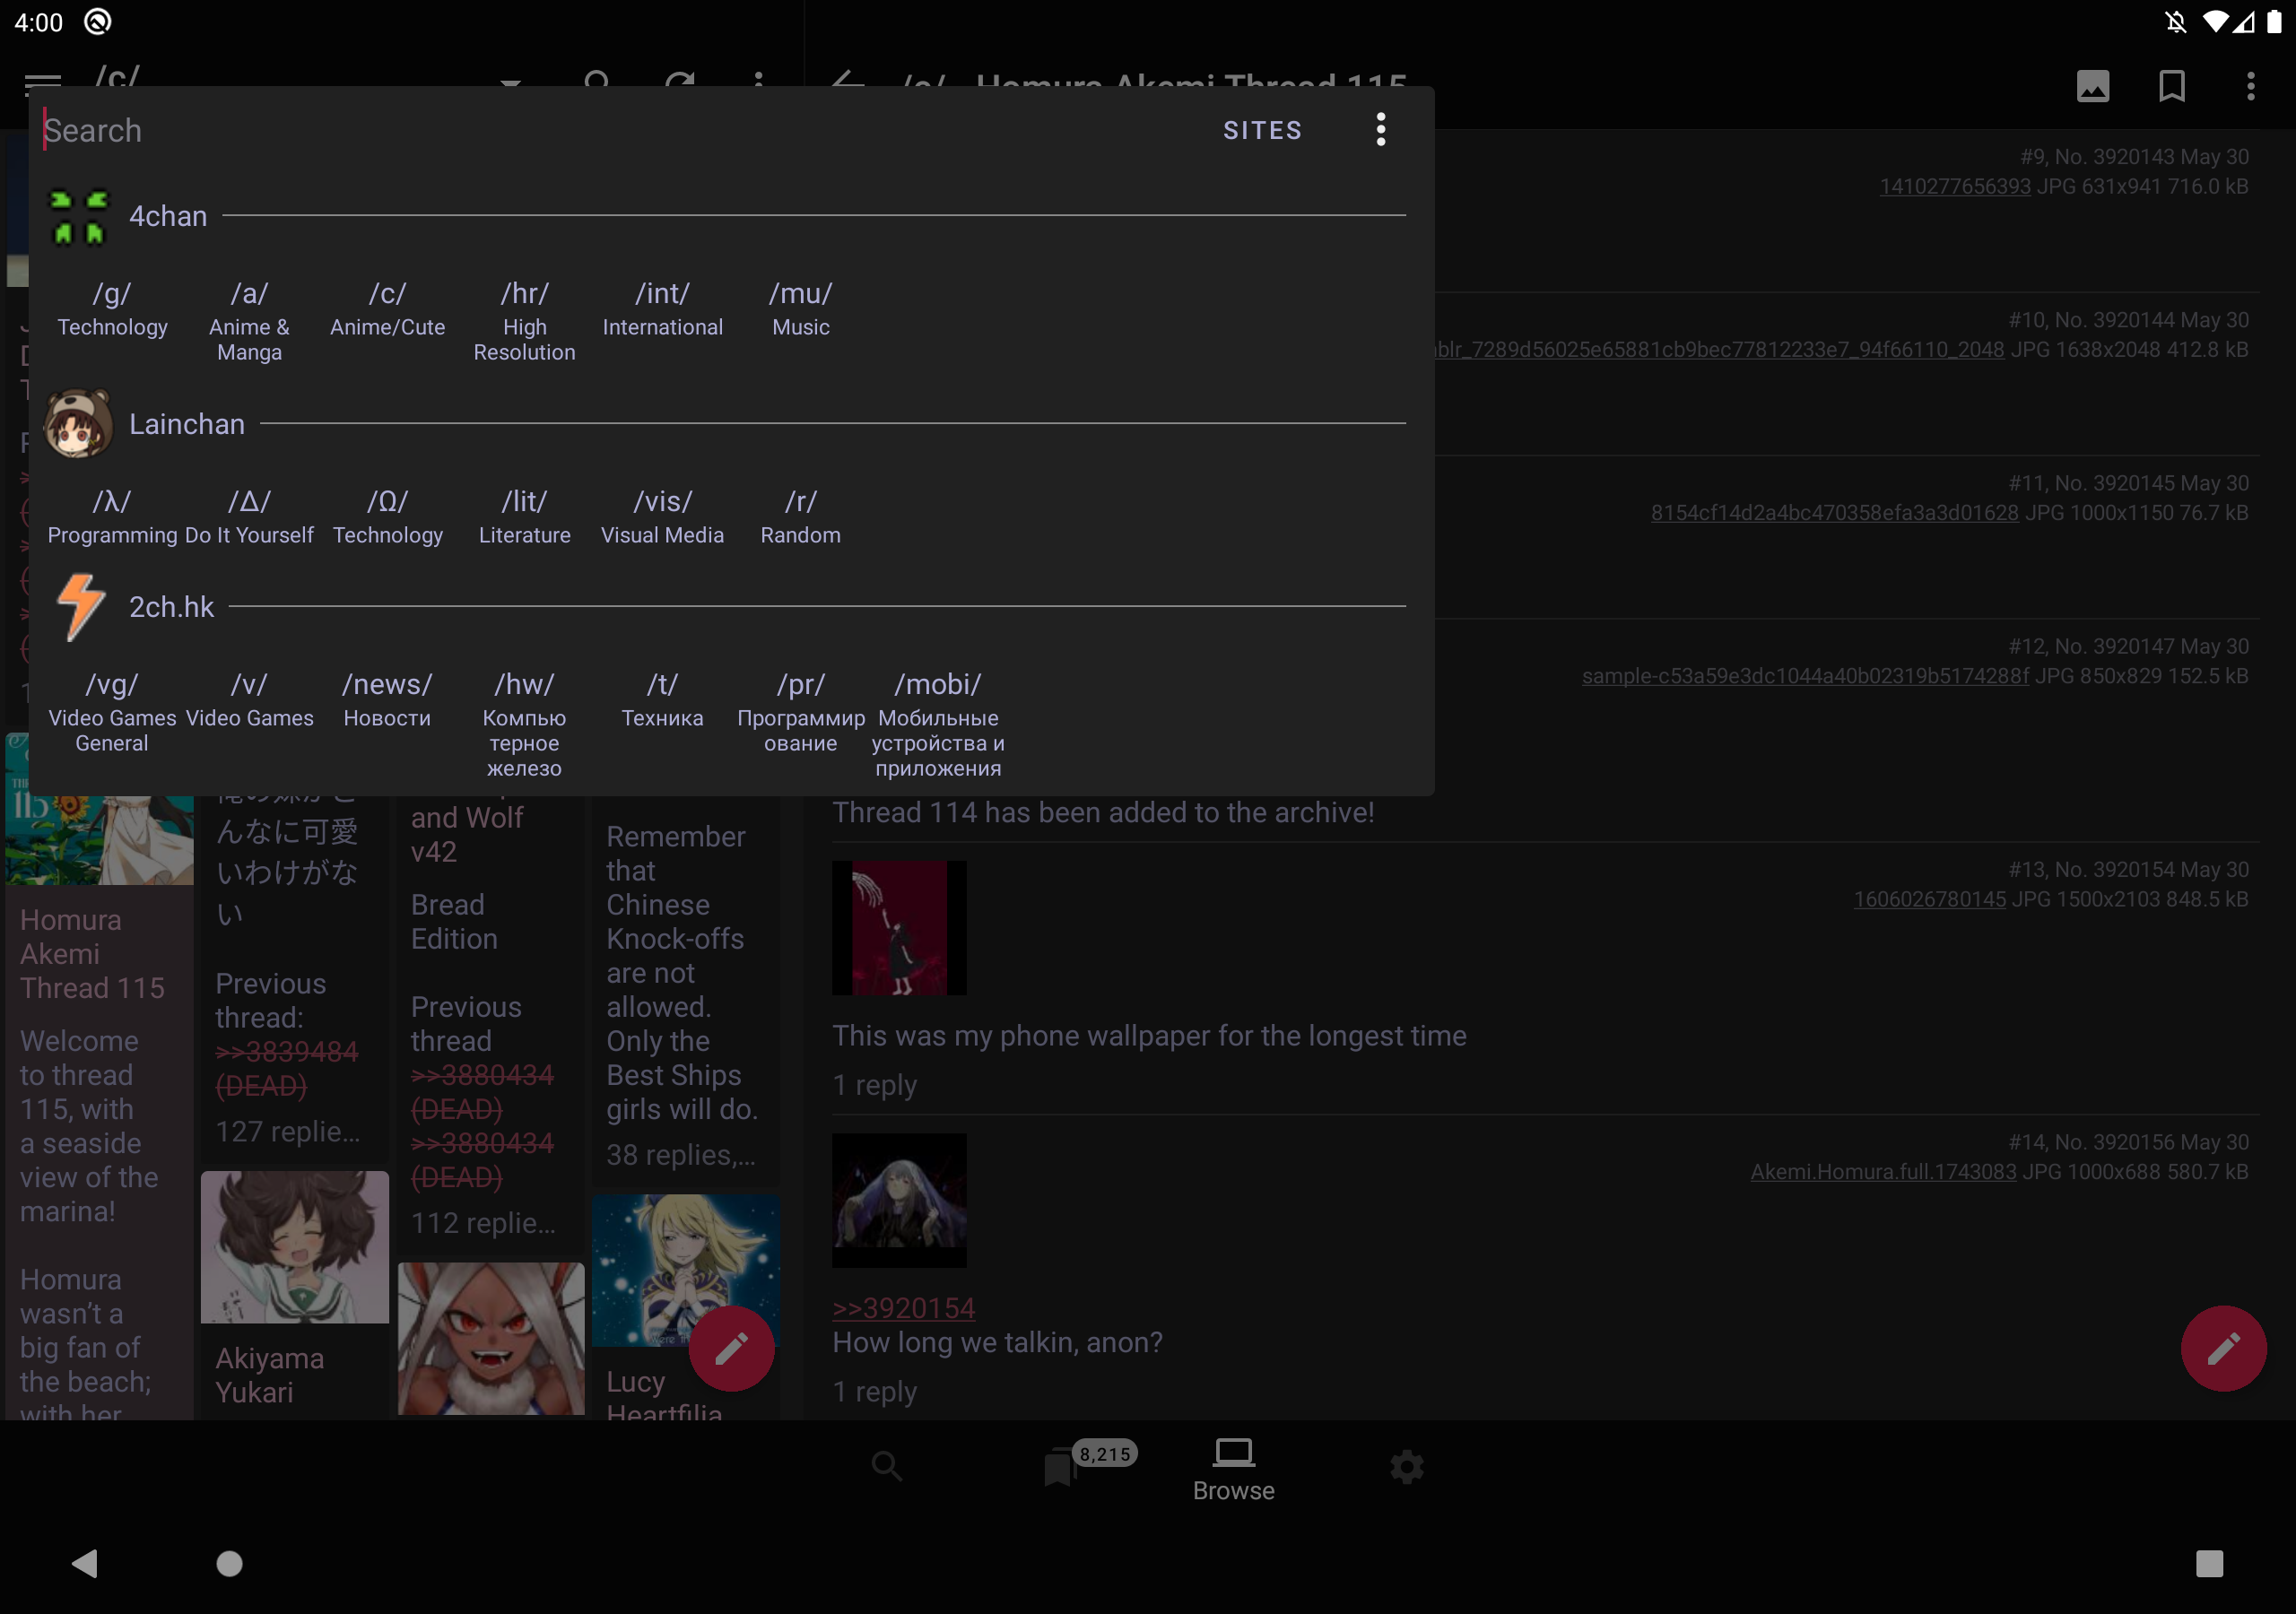 4:00
/c/
/c/ - Homura Akemi Thread 115
Search
SITES
4chan
/g/
Technology
/a/
Anime &
Manga
/c/
Anime/Cute
/hr/
High
Resolution
/int/
International
/mu/
Music
Lainchan
/λ/
Programming
/Δ/
Do It Yourself
/Ω/
Technology
/lit/
Literature
/vis/
Visual Media
/r/
Random
2ch.hk
/vg/
Video Games
General
/v/
Video Games
/news/
Новости
/hw/
Компью
терное
железо
/t/
Техника
/pr/
Программир
ование
/mobi/
Мобильные
устройства и
приложения
115
Homura
Akemi
Thread 115
Welcome
to thread
115, with
a seaside
view of the
marina!
Homura
wasn't a
big fan of
the beach;
with her
んなに可愛
いわけがな
い
Previous
thread:
>>3839484
(DEAD)
127 replie...
Akiyama
Yukari
and Wolf
v42
Bread
Edition
Previous
thread
>>3880434
(DEAD)
>>3880434
(DEAD)
112 replie...
Remember
that
Chinese
Knock-offs
are not
allowed.
Only the
Best Ships
girls will do.
38 replies,...
Lucy
Heartfilia
#9, No. 3920143 May 30
1410277656393 JPG 631x941 716.0 kB
#10, No. 3920144 May 30
blr_7289d56025e65881cb9bec77812233e7_94f66110_2048 JPG 1638x2048 412.8 kB
#11, No. 3920145 May 30
8154cf14d2a4bc470358efa3a3d01628 JPG 1000x1150 76.7 kB
#12, No. 3920147 May 30
sample-c53a59e3dc1044a40b02319b5174288f JPG 850x829 152.5 kB
Thread 114 has been added to the archive!
#13, No. 3920154 May 30
1606026780145 JPG 1500x2103 848.5 kB
This was my phone wallpaper for the longest time
1 reply
#14, No. 3920156 May 30
Akemi.Homura.full.1743083 JPG 1000x688 580.7 kB
>>3920154
How long we talkin, anon?
1 reply
8,215
Browse